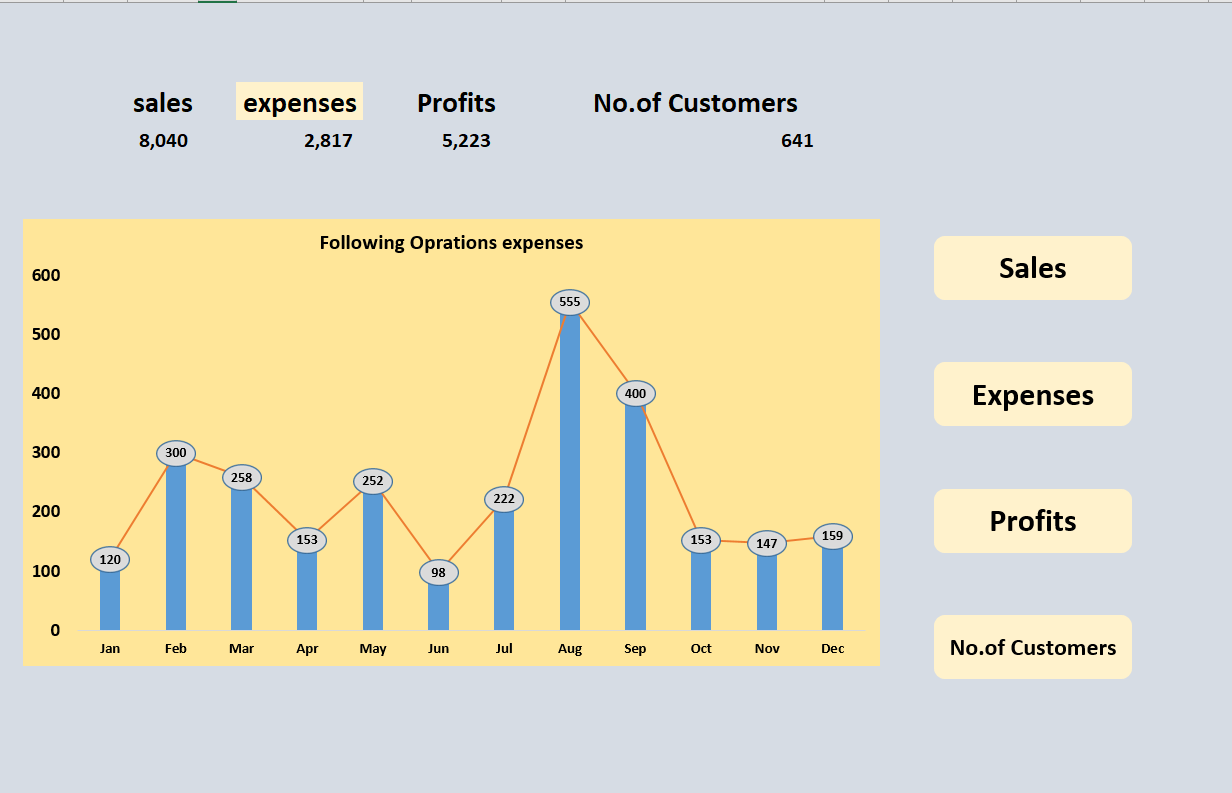 sales expenses Profits No.of Customers
8,040 2,817 5,223 641
Following Oprations expenses
Sales
Expenses
Profits
No.of Customers
600
500
400
300
200
100
0
120 300 258 153 252 98 222 555 400 153 147 159
Jan Feb Mar Apr May Jun Jul Aug Sep Oct Nov Dec